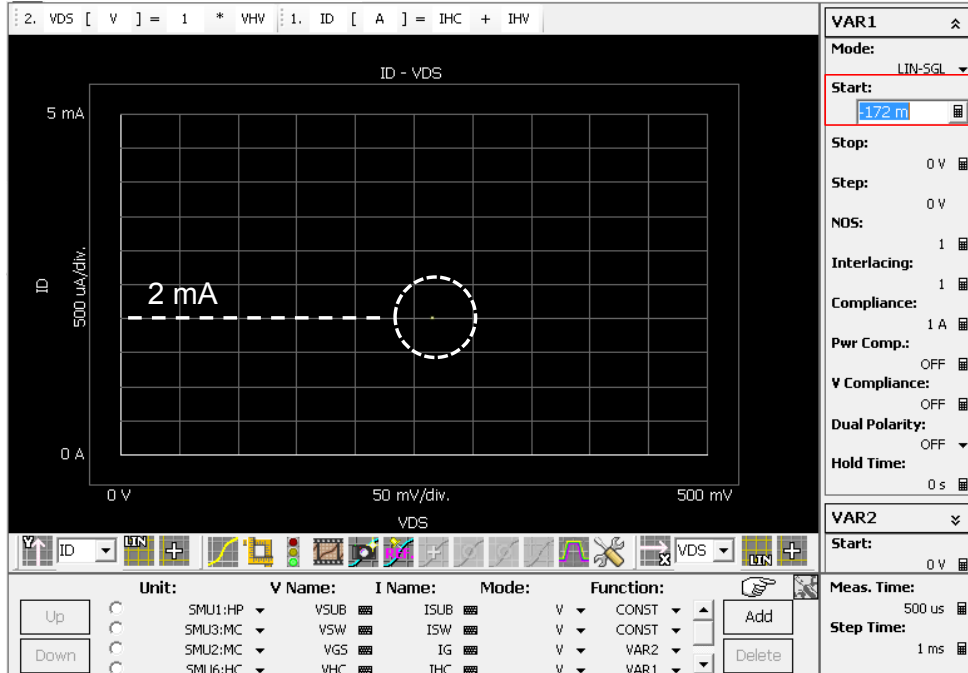 2. VDS [ V ] = 1 * VHV 1. ID [ A ] = IHC + IHV
ID - VDS
5 mA
ID
500 uA/div.
2 mA
0 A
0 V 50 mV/div. 500 mV
VDS
Y ID LIN X VDS LIN
Unit: V Name: I Name: Mode: Function:
Up SMU1:HP VSUB ISUB V CONST Add
SMU3:MC VSW ISW V CONST
Down SMU2:MC VGS IG V VAR2 Delete
SMU6:HC VHC IHC V VAR1
VAR1
Mode:
LIN-SGL
Start:
-172 m
Stop:
0 V
Step:
0 V
NOS:
1
Interlacing:
1
Compliance:
1 A
Pwr Comp.:
OFF
V Compliance:
OFF
Dual Polarity:
OFF
Hold Time:
0 s
VAR2
Start:
0 V
Meas. Time:
500 us
Step Time:
1 ms